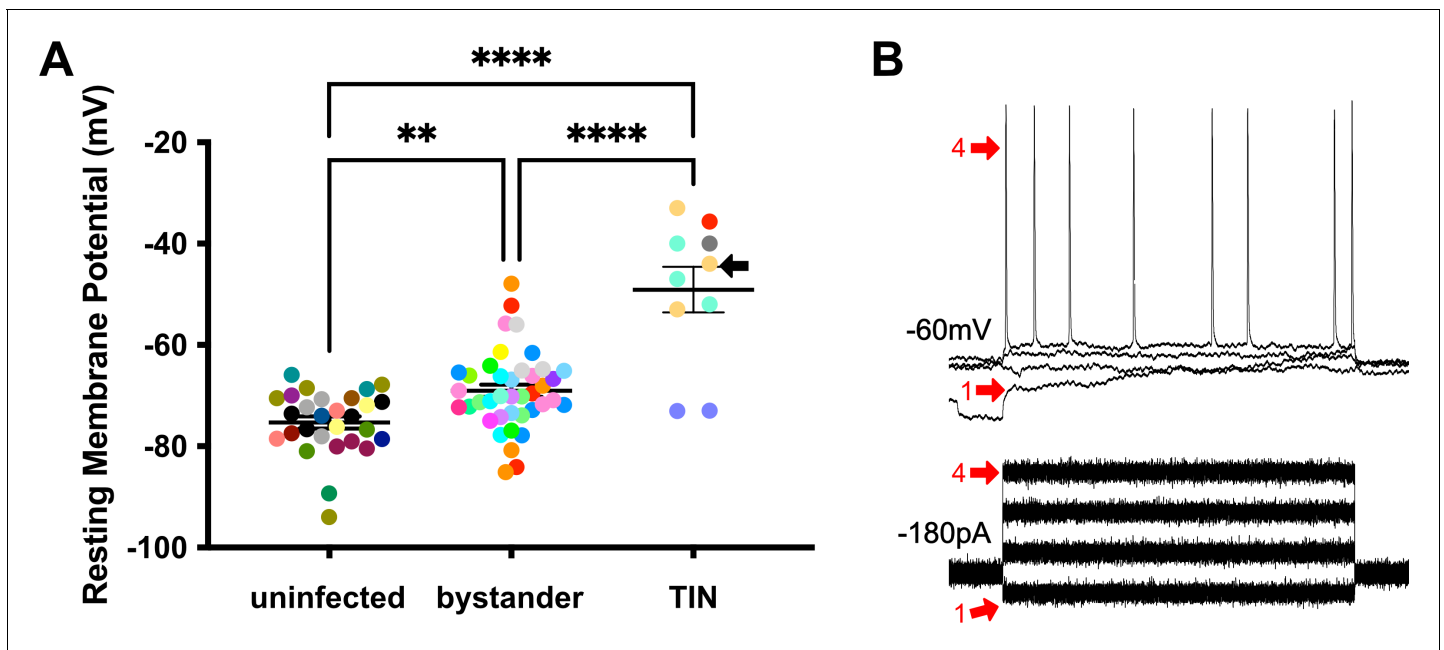 A
B
****
** ****
Resting Membrane Potential (mV)
-20
-40
-60
-80
-100
uninfected bystander TIN
4
-60mV
1
4
-180pA
1